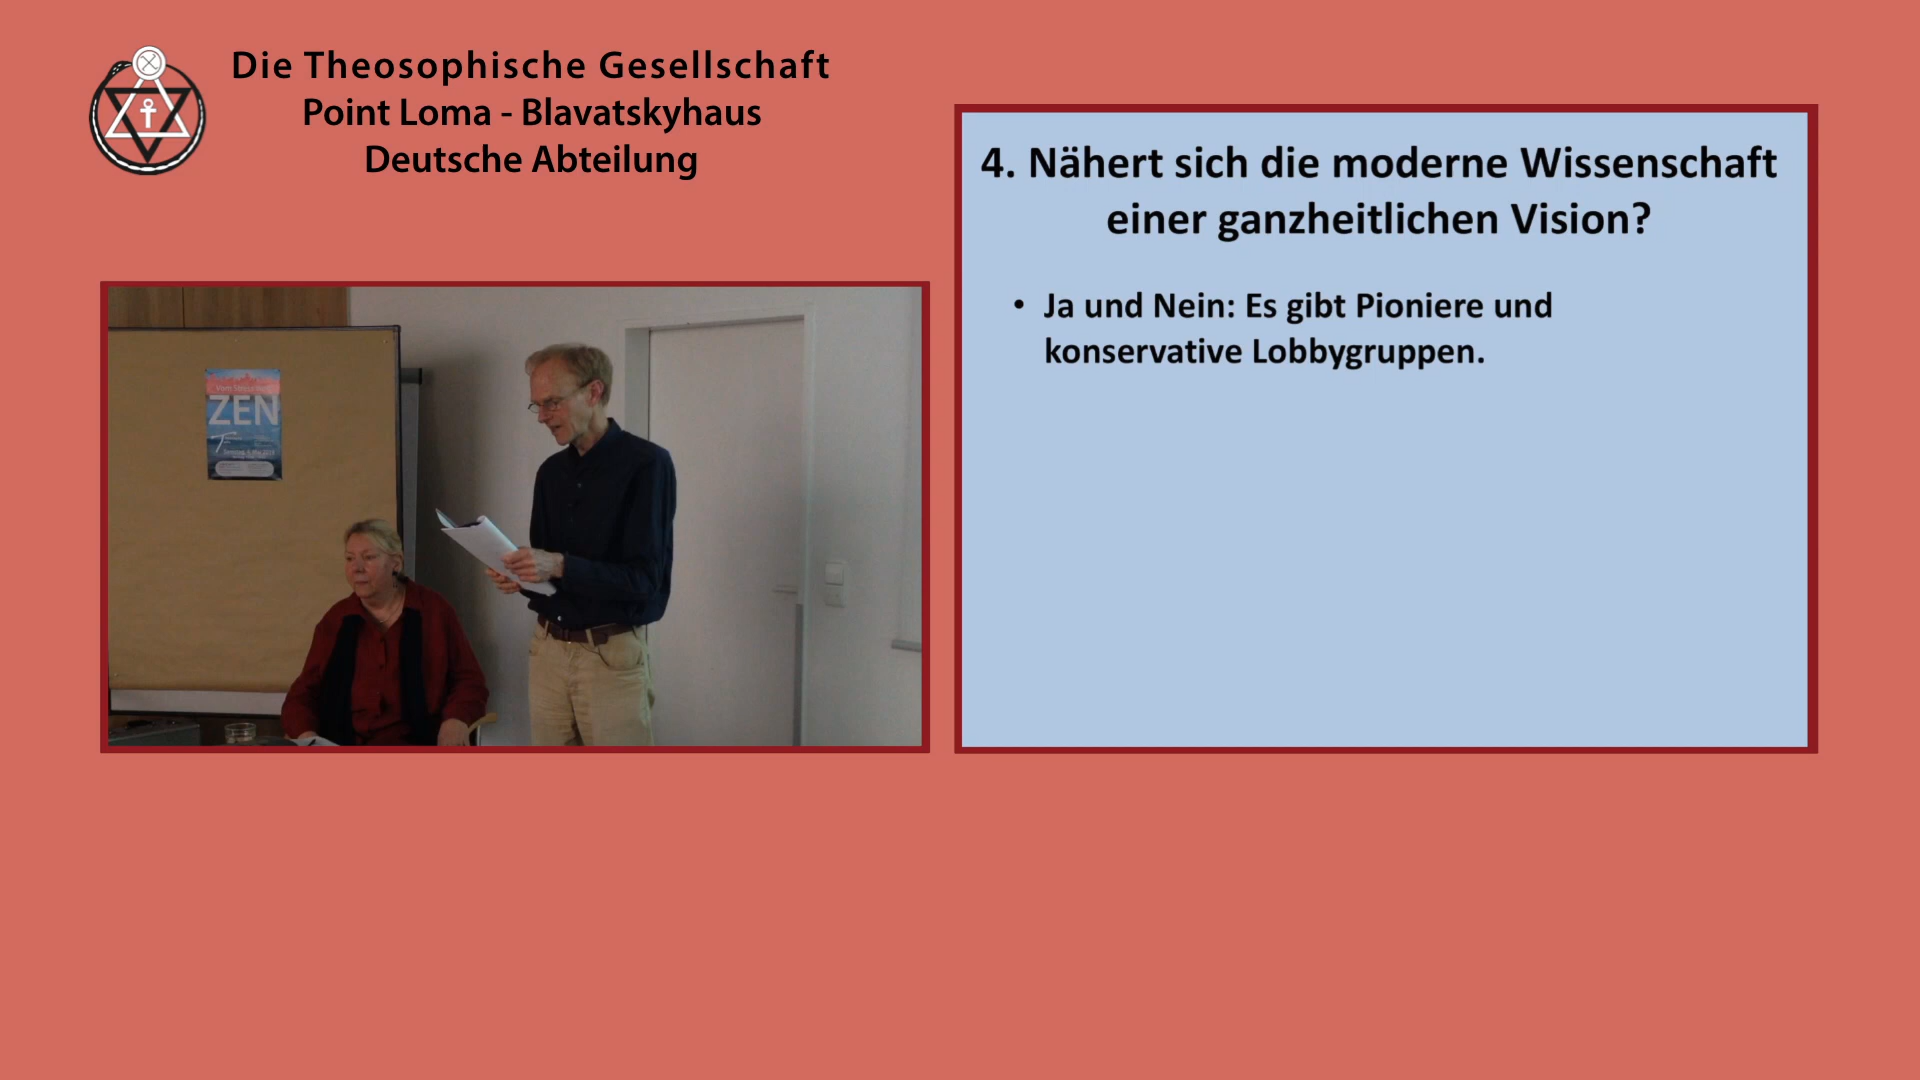 Die Theosophische Gesellschaft
Point Loma - Blavatskyhaus
Deutsche Abteilung
4. Nähert sich die moderne Wissenschaft
einer ganzheitlichen Vision?
• Ja und Nein: Es gibt Pioniere und
konservative Lobbygruppen.
ZEN